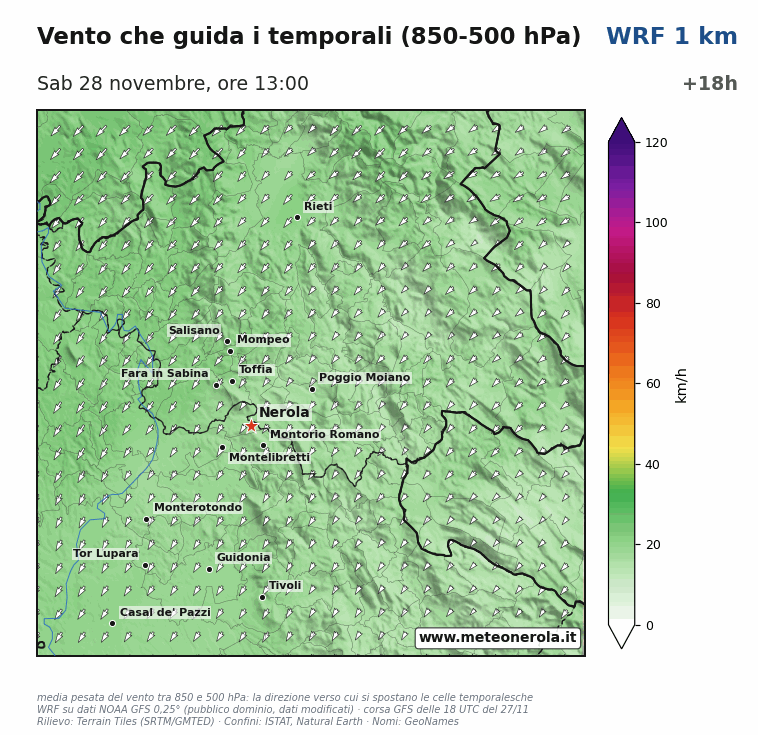 Vento che guida i temporali (850-500 hPa) WRF 1 km
Sab 28 novembre, ore 13:00 +18h
Rieti
Salisano
Mompeo
Toffia
Fara in Sabina
Poggio Moiano
Nerola
Montorio Romano
Montelibretti
Monterotondo
Tor Lupara
Guidonia
Tivoli
Casal de' Pazzi
www.meteonerola.it
120
100
80
60
40
20
0
km/h
media pesata del vento tra 850 e 500 hPa: la direzione verso cui si spostano le celle temporalesche
WRF su dati NOAA GFS 0,25° (pubblico dominio, dati modificati) · corsa GFS delle 18 UTC del 27/11
Rilievo: Terrain Tiles (SRTM/GMTED) · Confini: ISTAT, Natural Earth · Nomi: GeoNames